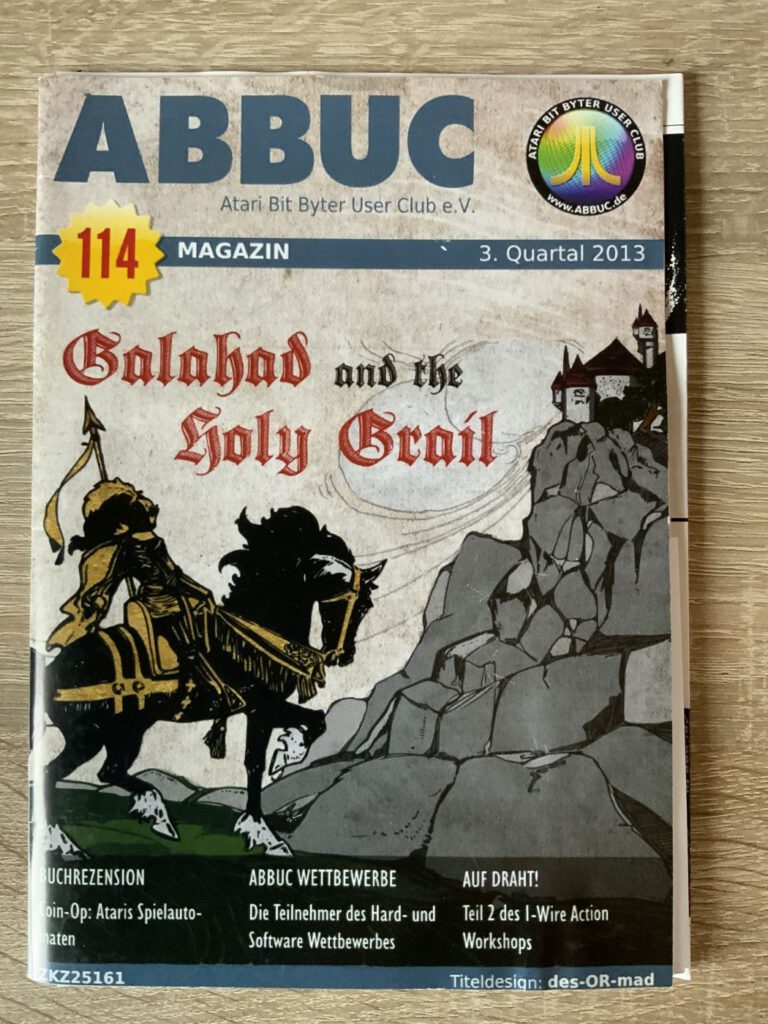 ABBUC
Atari Bit Byter User Club e.V.
ATARI BIT BYTER USER CLUB
www.ABBUC.de
114
MAGAZIN
3. Quartal 2013
Galahad and the
Holy Grail
BUCHREZENSION
Coin-Op: Ataris Spielauto-
maten
ABBUC WETTBEWERBE
Die Teilnehmer des Hard- und
Software Wettbewerbes
AUF DRAHT!
Teil 2 des I-Wire Action
Workshops
ZKZ25161
Titeldesign: des-OR-mad